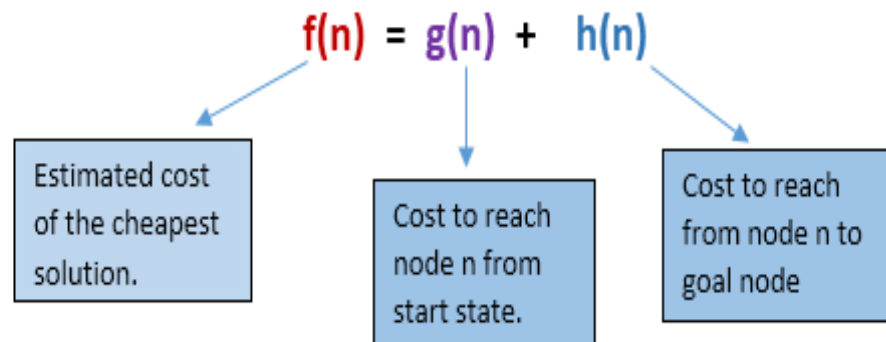 f(n) = g(n) + h(n)
Estimated cost
of the cheapest
solution.
Cost to reach
node n from
start state.
Cost to reach
from node n to
goal node